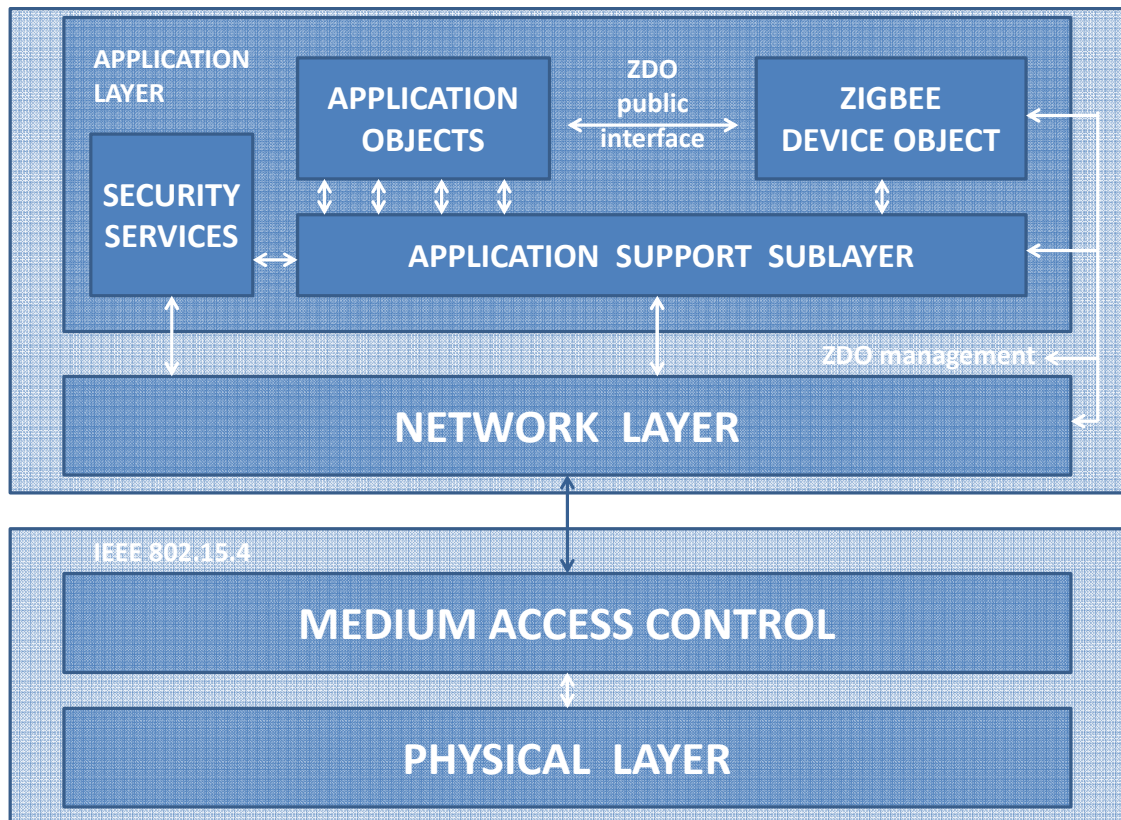 APPLICATION
LAYER
APPLICATION
OBJECTS
ZDO
public
interface
ZIGBEE
DEVICE OBJECT
SECURITY
SERVICES
APPLICATION SUPPORT SUBLAYER
ZDO management
NETWORK LAYER
IEEE 802.15.4
MEDIUM ACCESS CONTROL
PHYSICAL LAYER